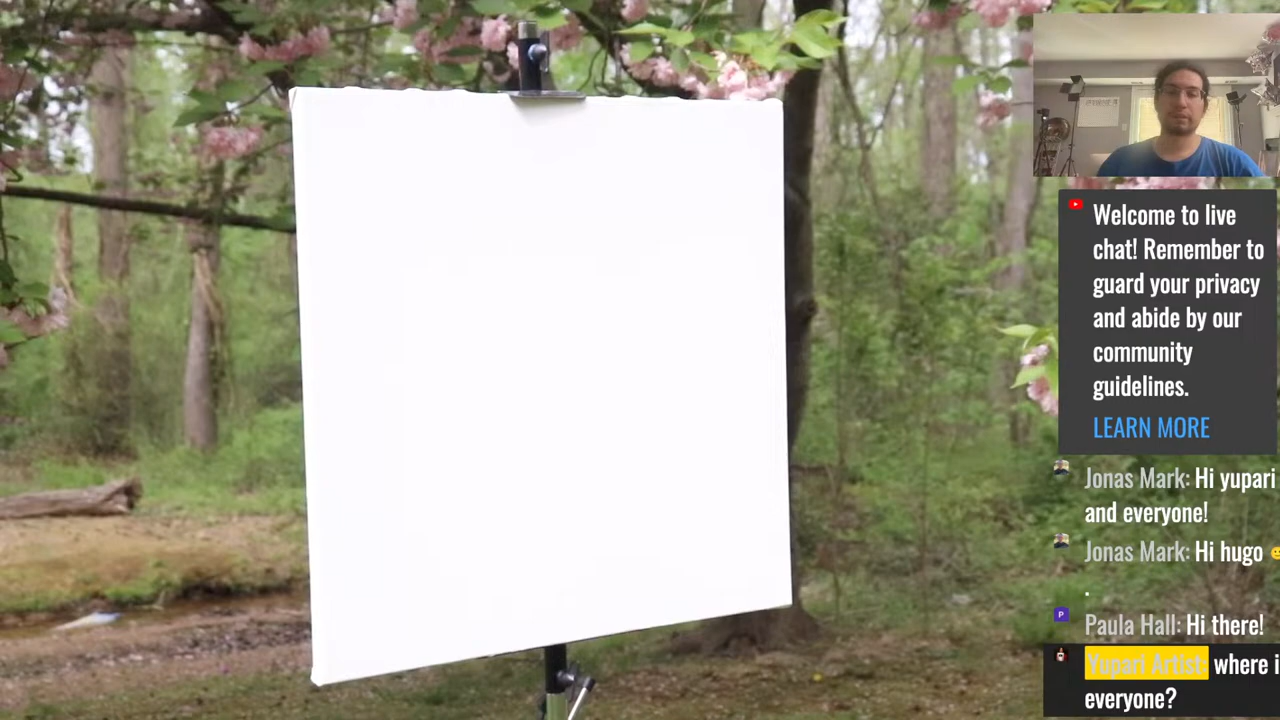 Welcome to live
chat! Remember to
guard your privacy
and abide by our
community
guidelines.
LEARN MORE
Jonas Mark: Hi yupari
and everyone!
Jonas Mark: Hi hugo
.
P
Paula Hall: Hi there!
Yupari Artist: where
everyone?